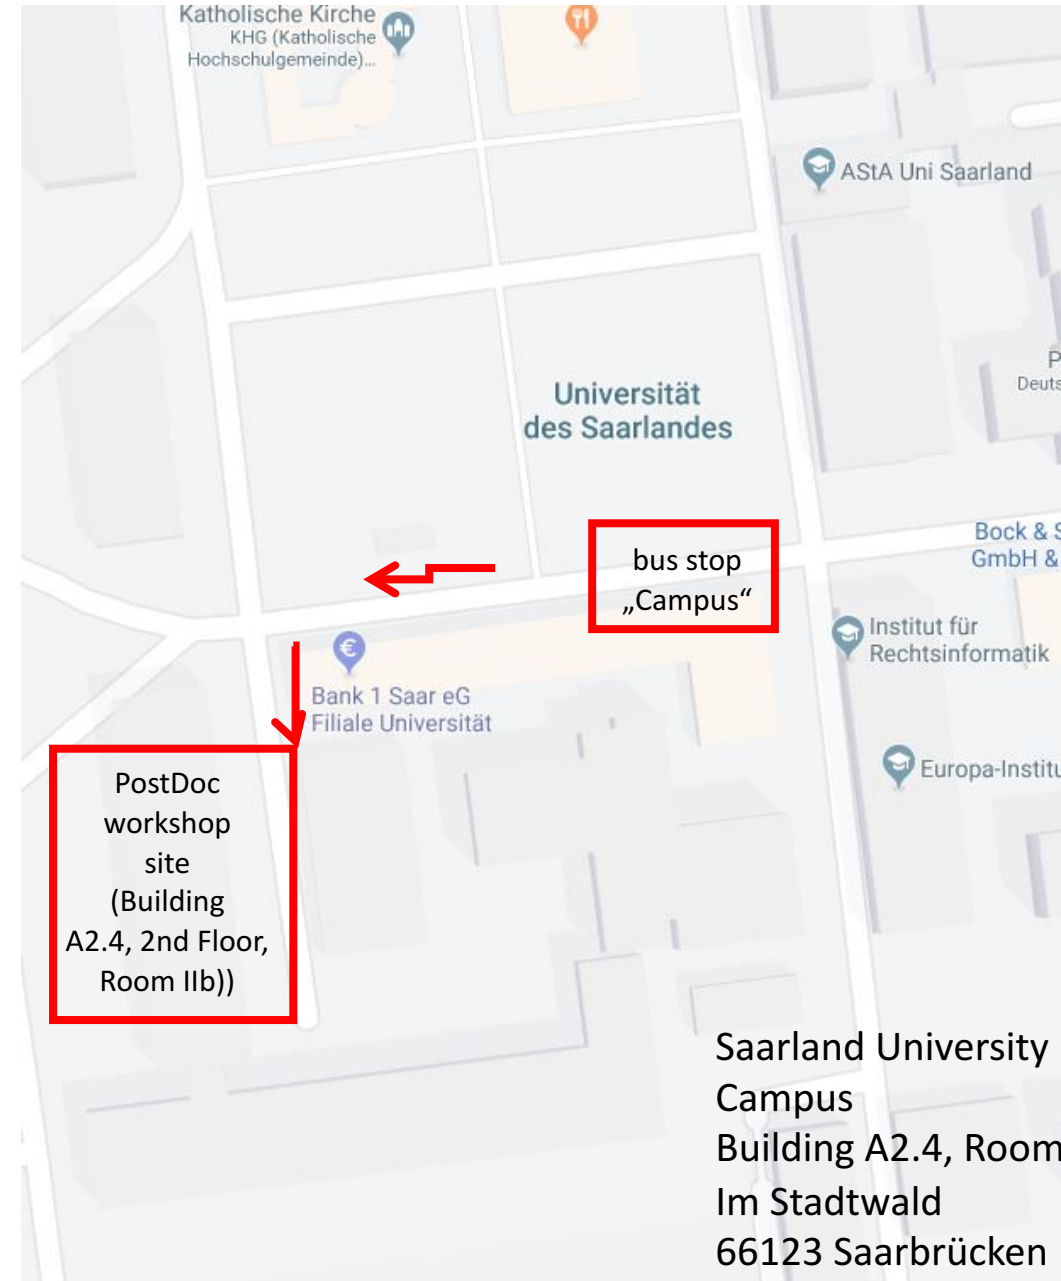 Katholische Kirche
KHG (Katholische
Hochschulgemeinde)...
AStA Uni Saarland
P
Deuts
Universität
des Saarlandes
Bock & S
GmbH &
bus stop
„Campus“
Institut für
Rechtsinformatik
€
Bank 1 Saar eG
Filiale Universität
Europa-Institu
PostDoc
workshop
site
(Building
A2.4, 2nd Floor,
Room IIb))
Saarland University
Campus
Building A2.4, Room
Im Stadtwald
66123 Saarbrücken